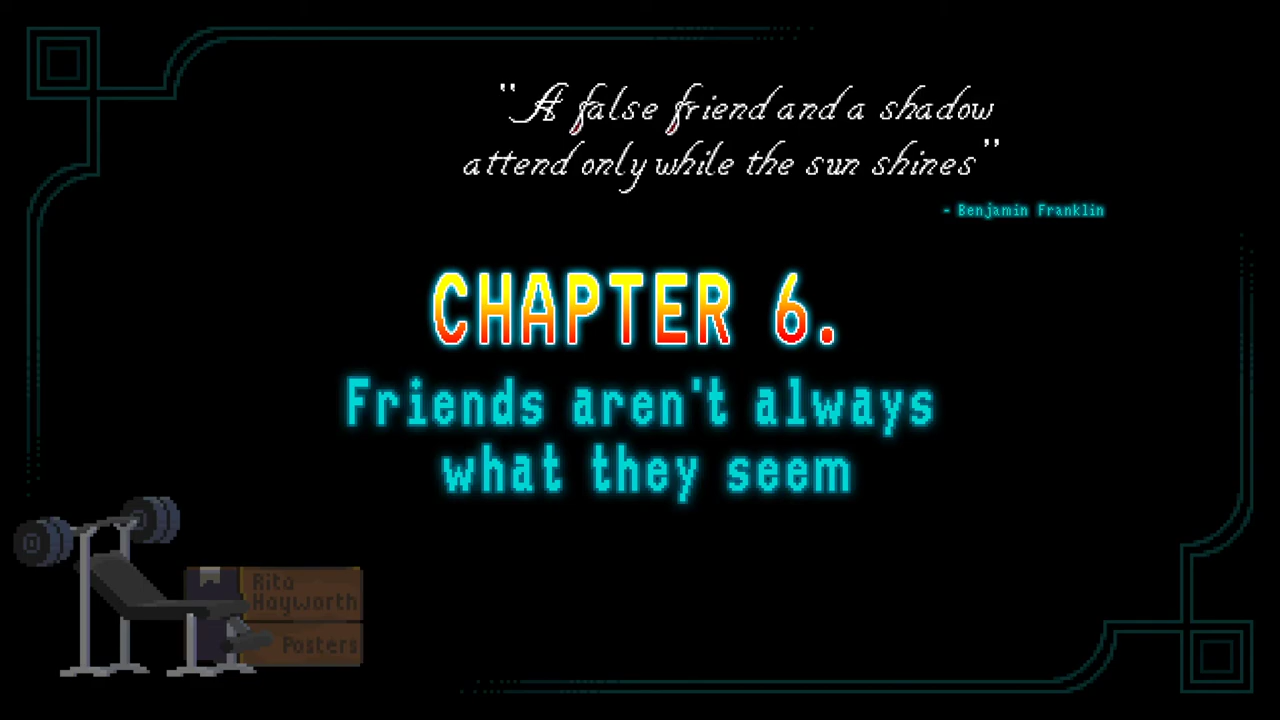 "A false friend and a shadow
attend only while the sun shines"
- Benjamin Franklin
CHAPTER 6.
Friends aren't always
what they seem
Rita
Hayworth
Posters